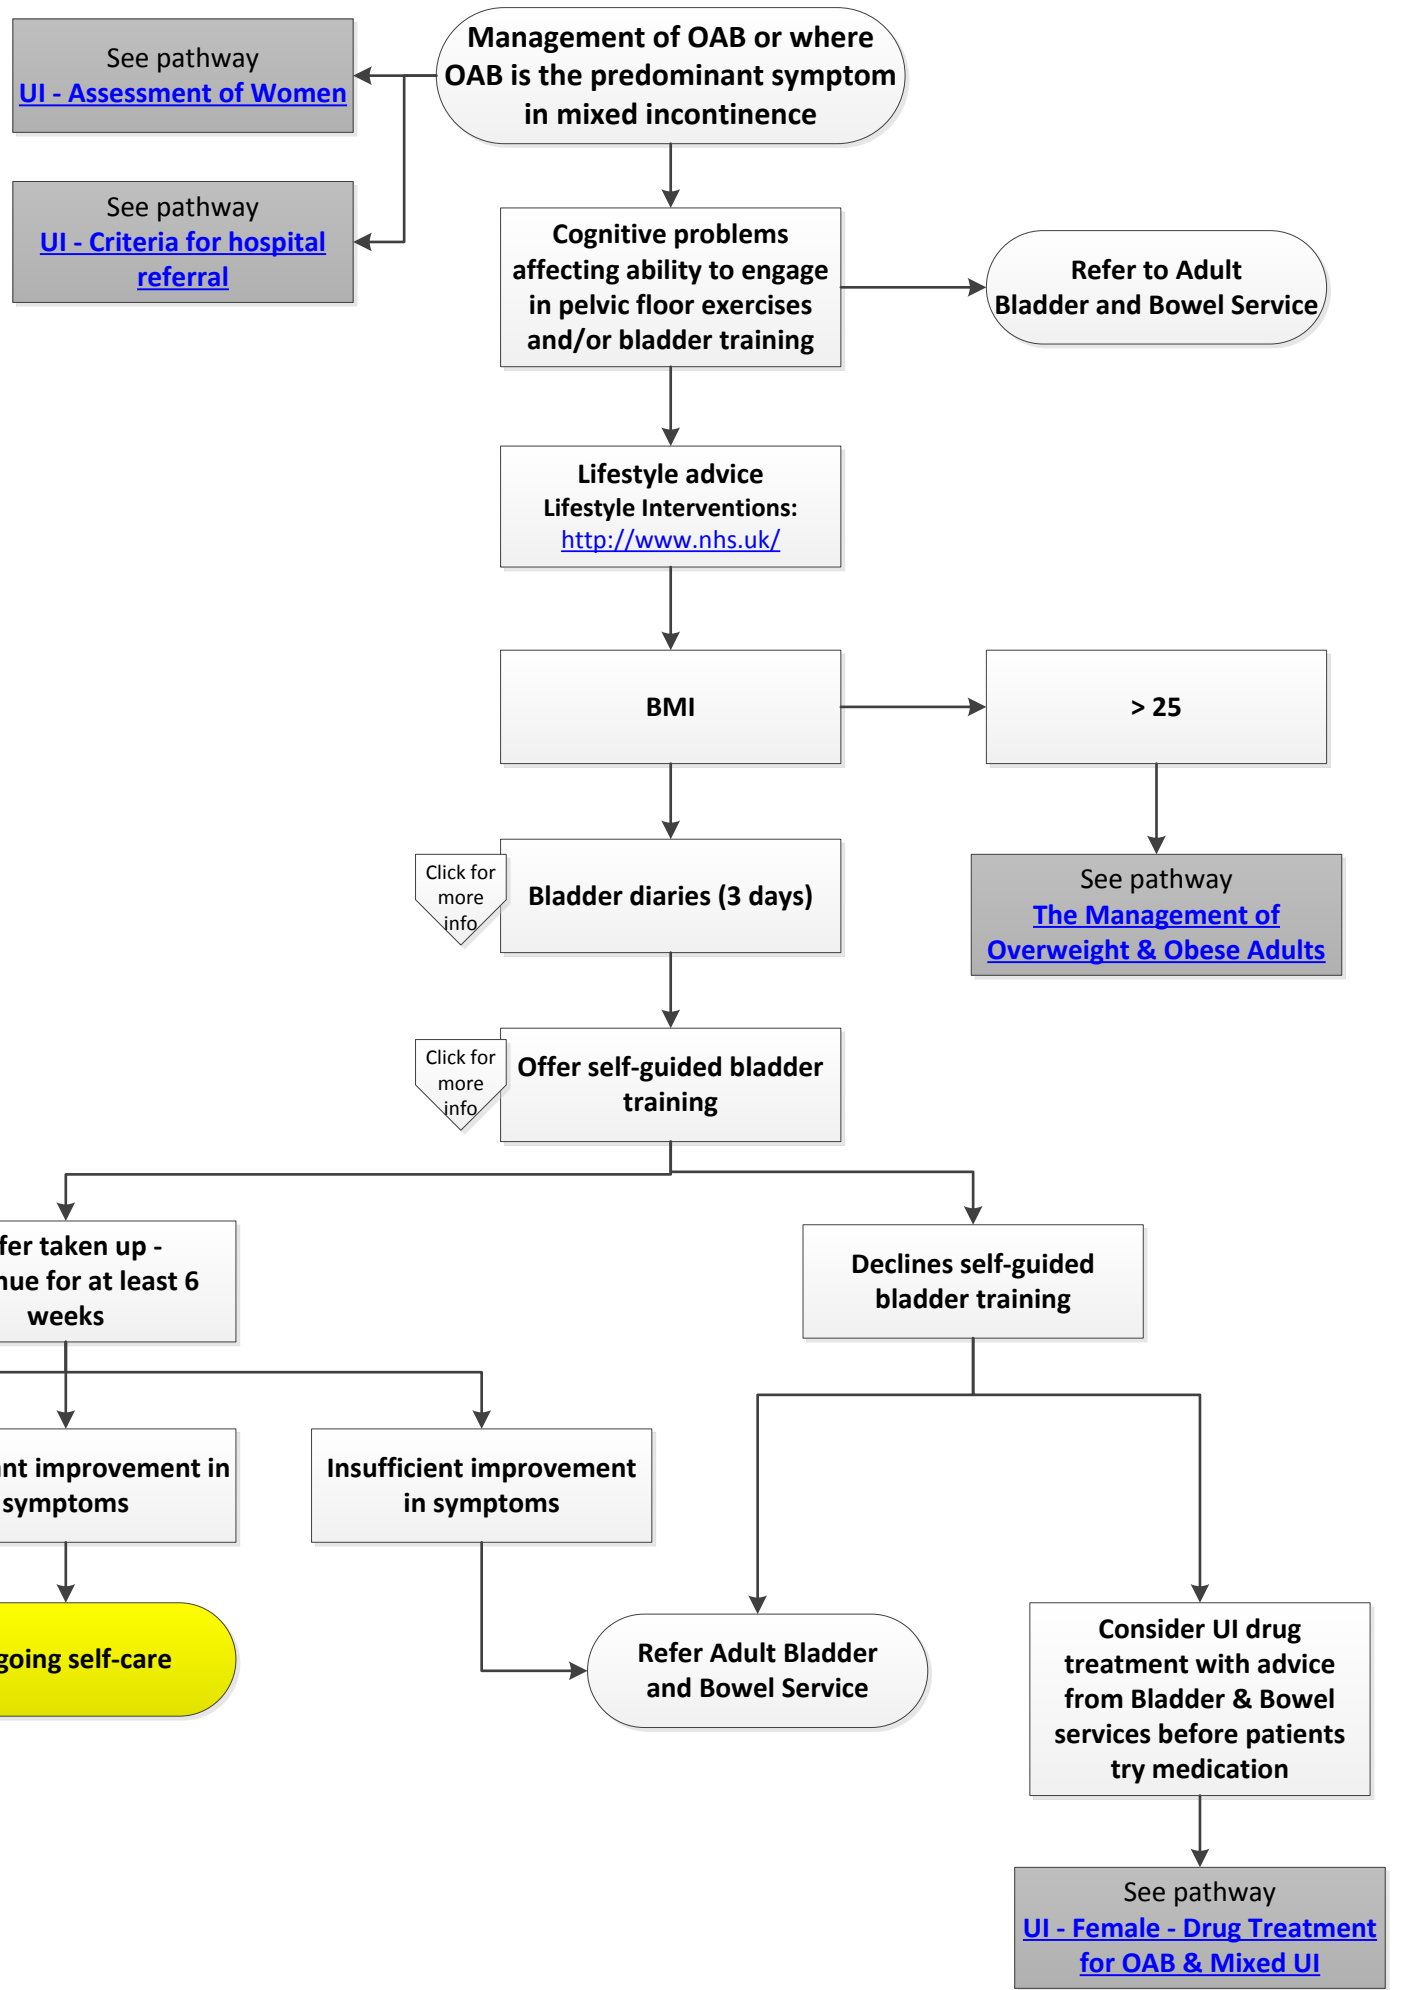 See pathway
UI - Assessment of Women
Management of OAB or where
OAB is the predominant symptom
in mixed incontinence
See pathway
UI - Criteria for hospital
referral
Cognitive problems
affecting ability to engage
in pelvic floor exercises
and/or bladder training
Refer to Adult
Bladder and Bowel Service
Lifestyle advice
Lifestyle Interventions:
http://www.nhs.uk/
BMI
> 25
Click for
more
info
Bladder diaries (3 days)
See pathway
The Management of
Overweight & Obese Adults
Click for
more
info
Offer self-guided bladder
training
fer taken up -
nue for at least 6
weeks
Declines self-guided
bladder training
ant improvement in
symptoms
Insufficient improvement
in symptoms
going self-care
Refer Adult Bladder
and Bowel Service
Consider UI drug
treatment with advice
from Bladder & Bowel
services before patients
try medication
See pathway
UI - Female - Drug Treatment
for OAB & Mixed UI